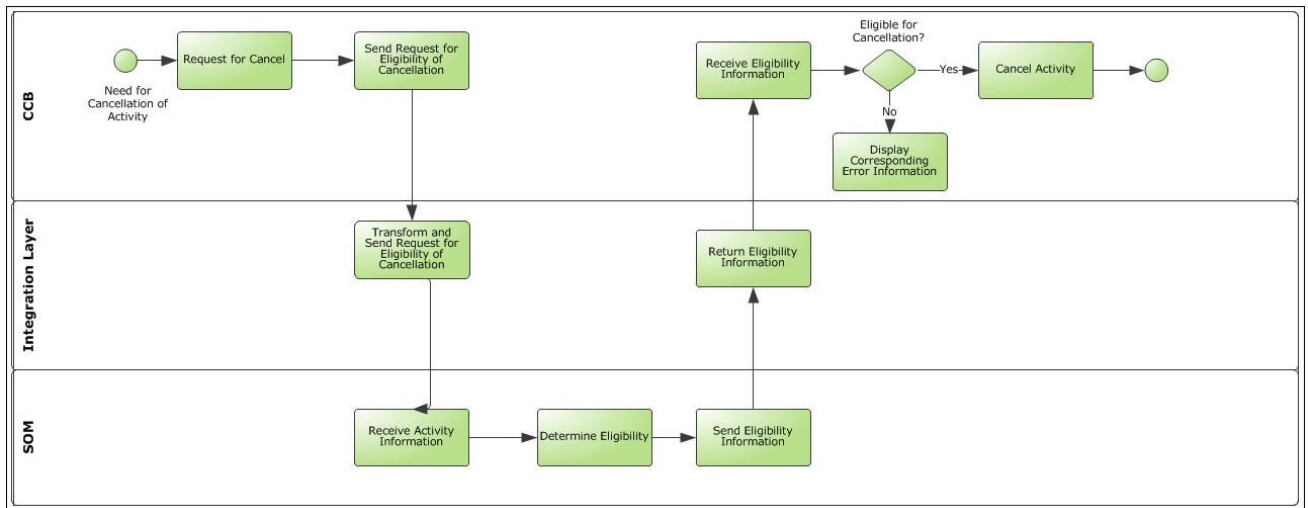 CCB
Need for
Cancellation of
Activity
Request for Cancel
Send Request for
Eligibility of
Cancellation
Receive Eligibility
Information
Eligible for
Cancellation?
Yes
Cancel Activity
No
Display
Corresponding
Error Information
Integration Layer
Transform and
Send Request for
Eligibility of
Cancellation
Return Eligibility
Information
SOM
Receive Activity
Information
Determine Eligibility
Send Eligibility
Information